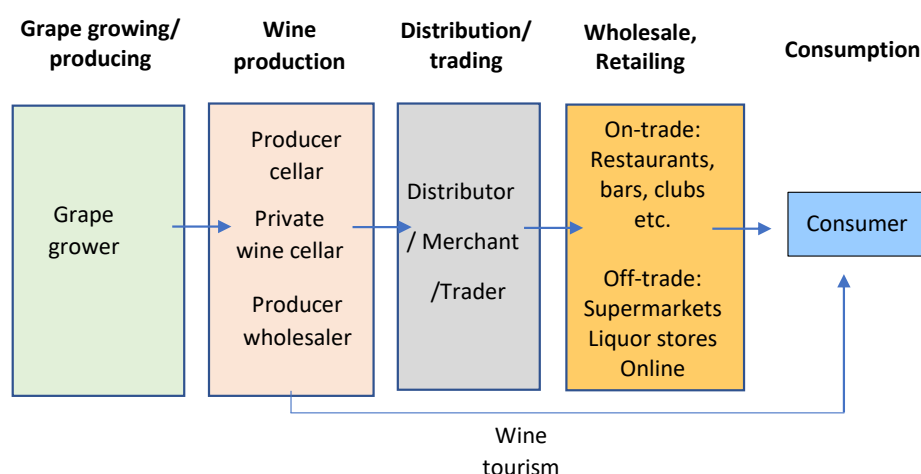 Grape growing/
producing
Wine
production
Distribution/
trading
Wholesale,
Retailing
Consumption
Grape
grower
Producer
cellar
Private
wine cellar
Producer
wholesaler
Distributor
/ Merchant
/Trader
On-trade:
Restaurants,
bars, clubs
etc.
Off-trade:
Supermarkets
Liquor stores
Online
Consumer
Wine
tourism